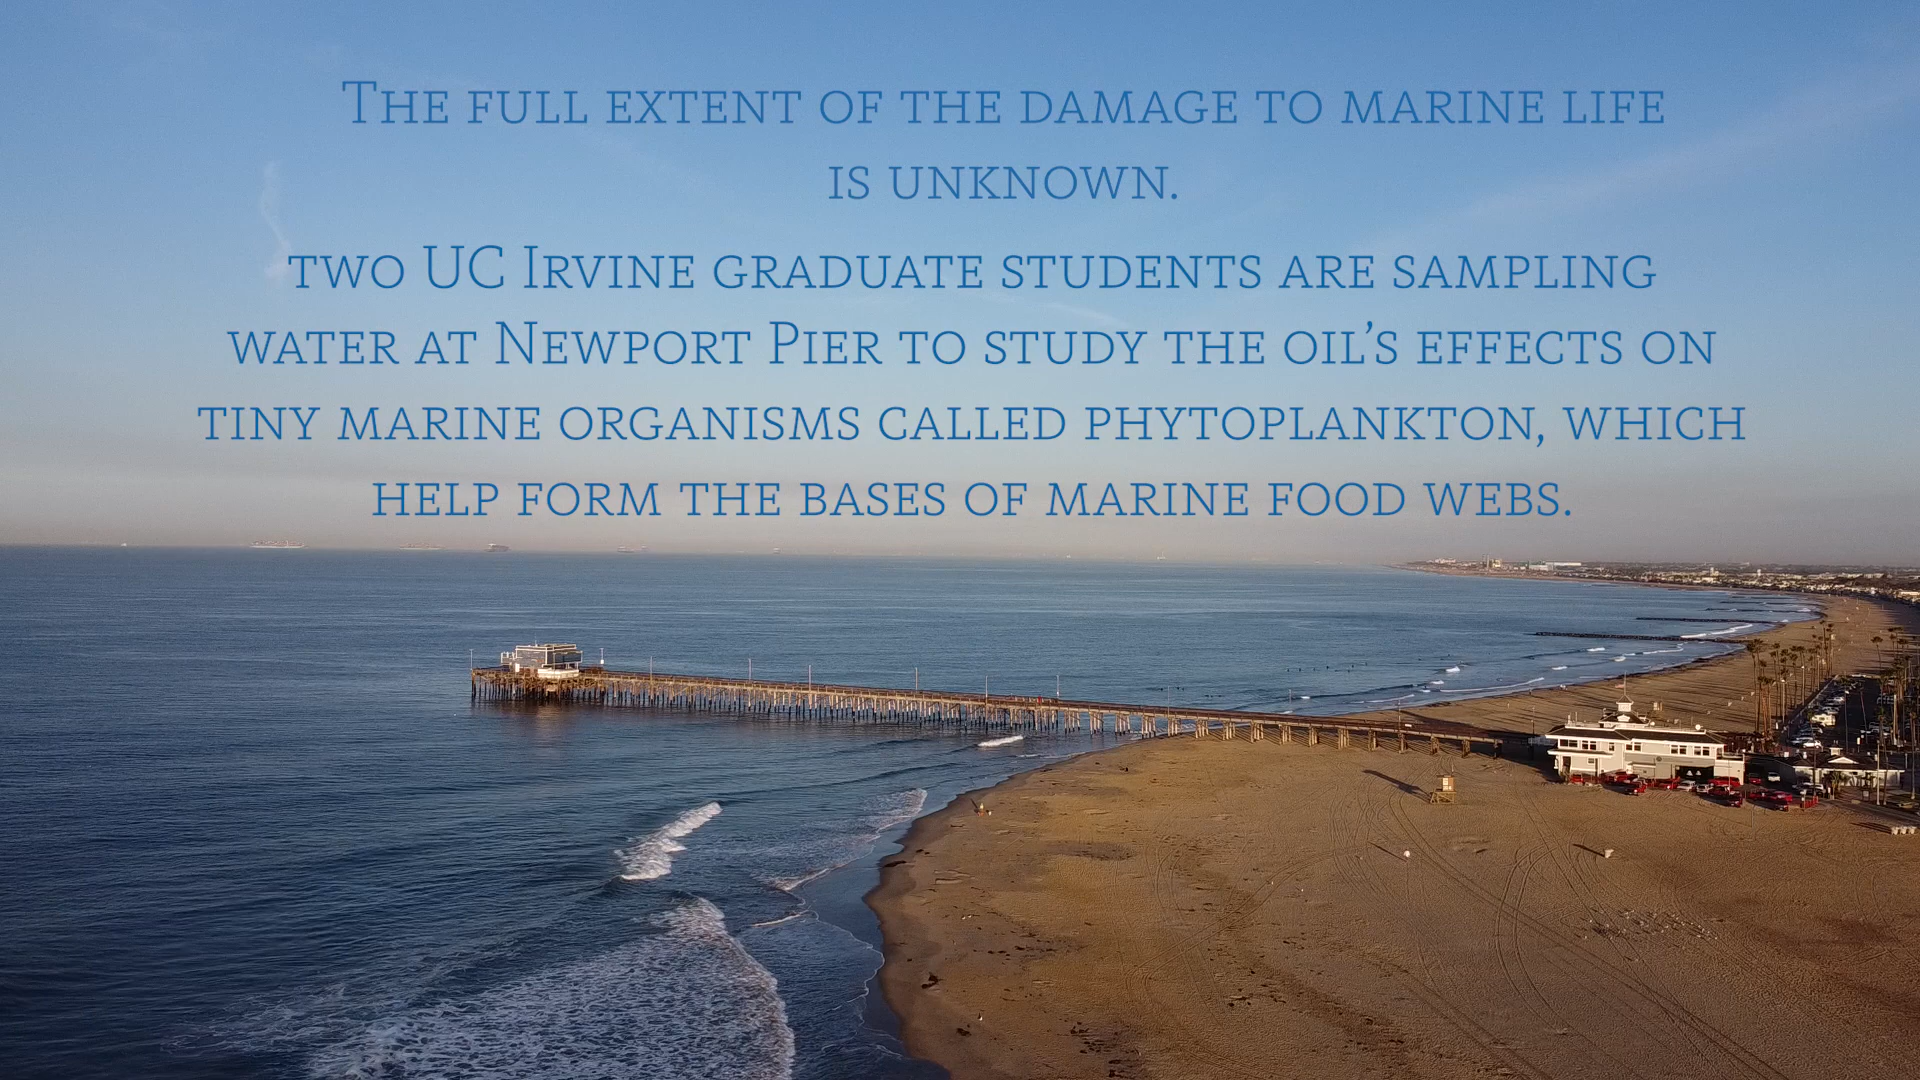 The full extent of the damage to marine life
is unknown.
two UC Irvine graduate students are sampling
water at Newport Pier to study the oil’s effects on
tiny marine organisms called phytoplankton, which
help form the bases of marine food webs.